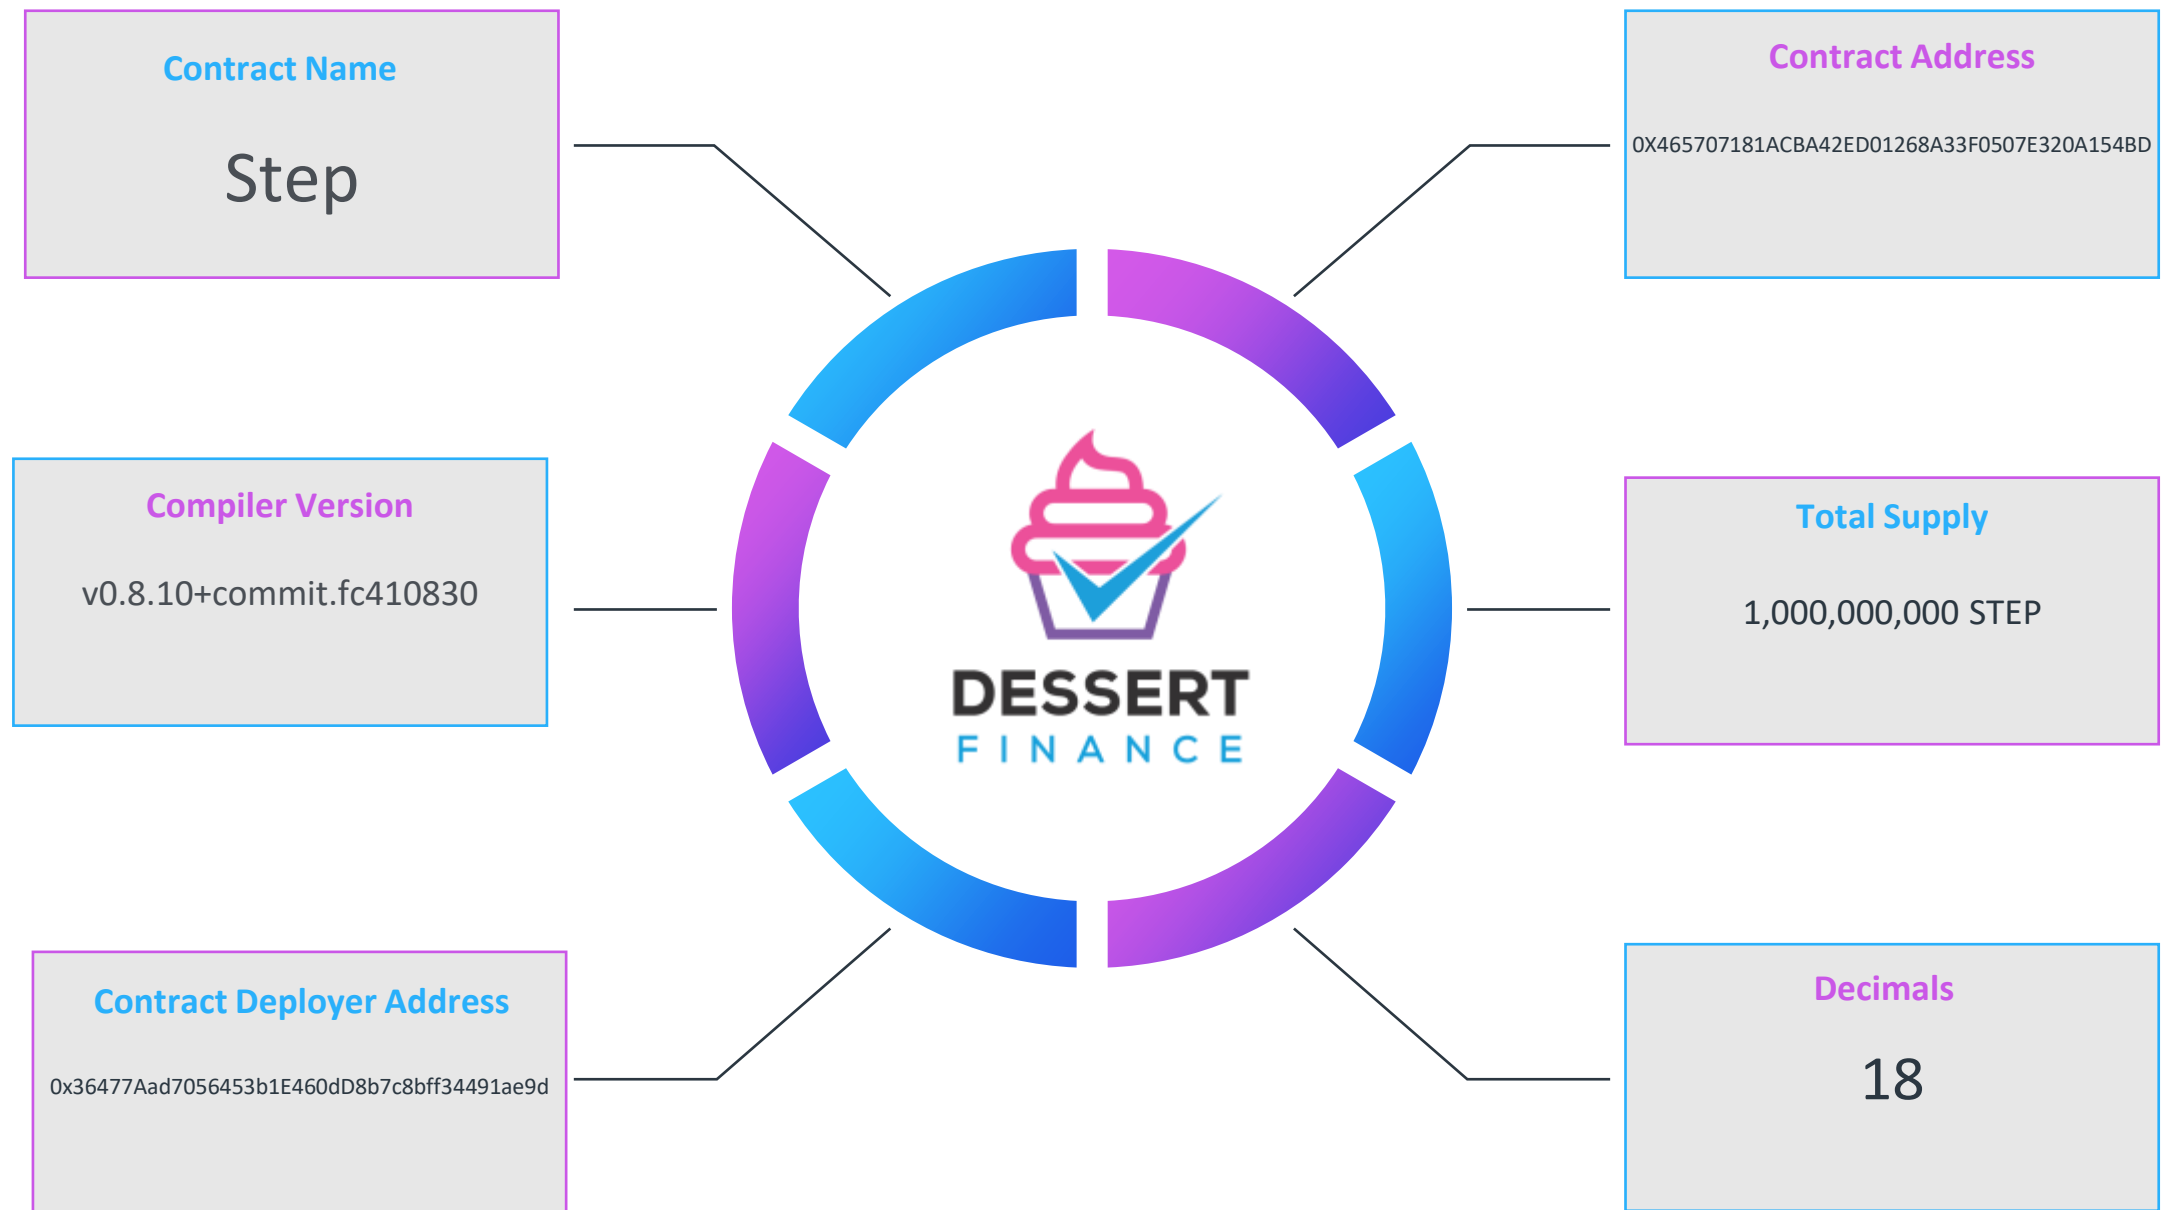 Contract Name
Step
Contract Address
0X465707181ACBA42ED01268A33F0507E320A154BD
Compiler Version
v0.8.10+commit.fc410830
DESSERT
FINANCE
Total Supply
1,000,000,000 STEP
Contract Deployer Address
0x36477Aad7056453b1E460dD8b7c8bff34491ae9d
Decimals
18